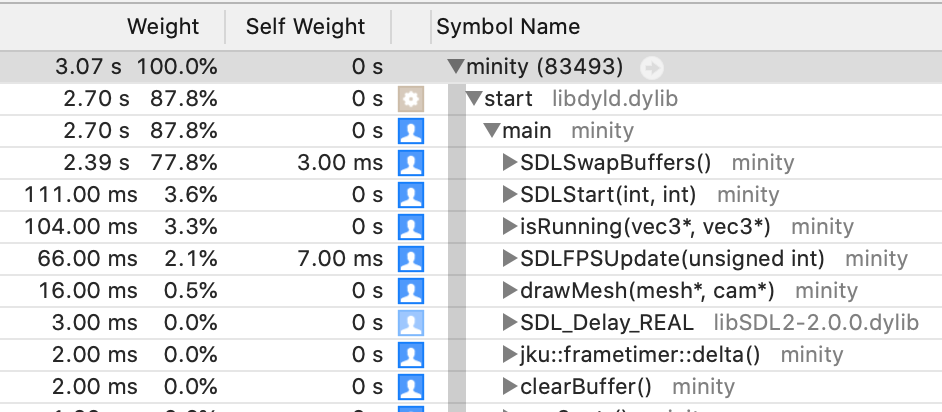 Weight Self Weight Symbol Name
3.07 s 100.0% 0 s minity (83493)
2.70 s 87.8% 0 s start libdyld.dylib
2.70 s 87.8% 0 s main minity
2.39 s 77.8% 3.00 ms SDLSwapBuffers() minity
111.00 ms 3.6% 0 s SDLStart(int, int) minity
104.00 ms 3.3% 0 s isRunning(vec3*, vec3*) minity
66.00 ms 2.1% 7.00 ms SDLFPSUpdate(unsigned int) minity
16.00 ms 0.5% 0 s drawMesh(mesh*, cam*) minity
3.00 ms 0.0% 0 s SDL_Delay_REAL libSDL2-2.0.0.dylib
2.00 ms 0.0% 0 s jku::frametimer::delta() minity
2.00 ms 0.0% 0 s clearBuffer() minity